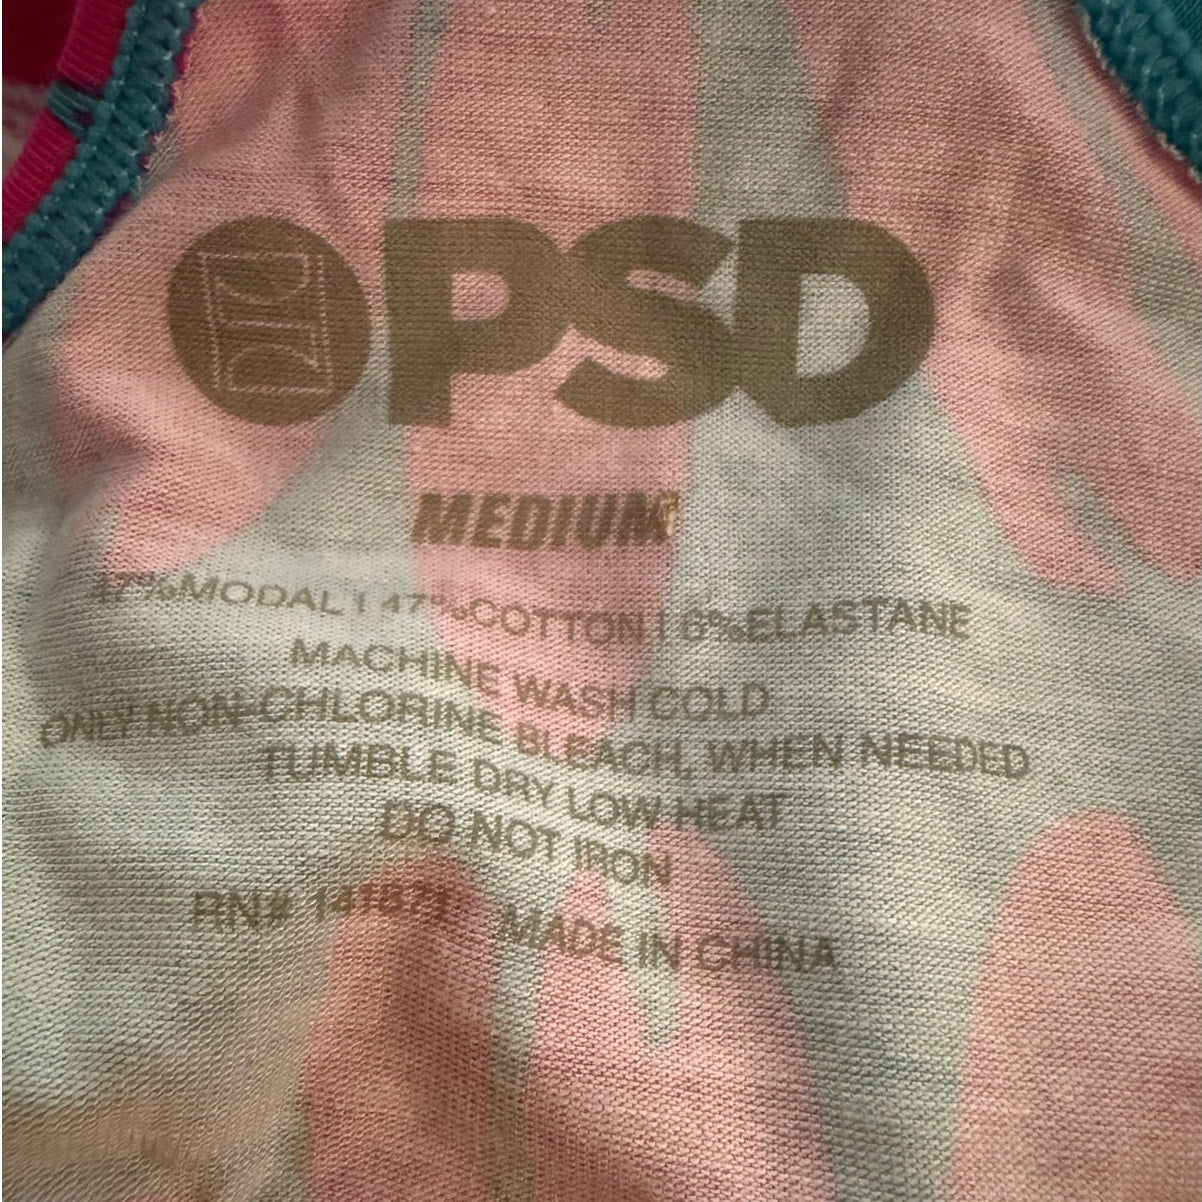 PSD
MEDIUM
47%MODAL | 47%COTTON | 6%ELASTANE
MACHINE WASH COLD
ONLY NON-CHLORINE BLEACH, WHEN NEEDED
TUMBLE DRY LOW HEAT
DO NOT IRON
RN# 141571 MADE IN CHINA